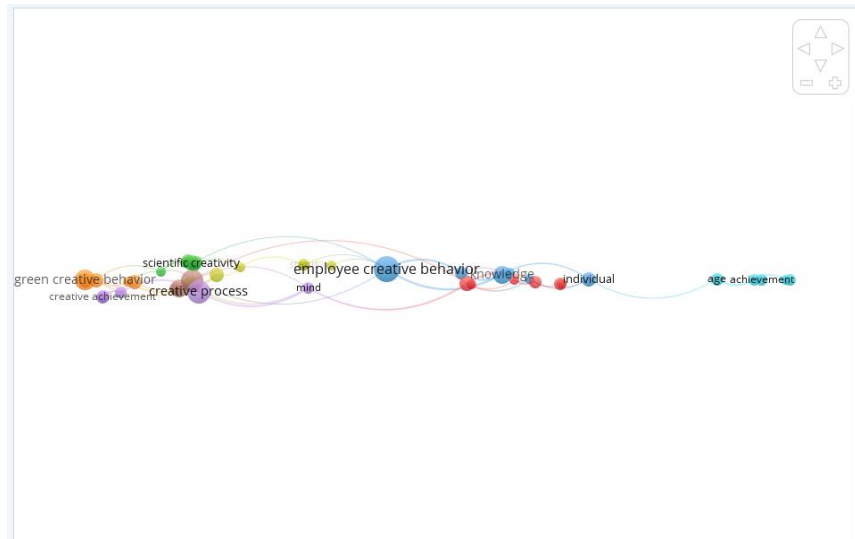 scientific creativity
employee creative behavior
knowledge
green creative behavior
individual
age
achievement
creative achievement
creative process
mind